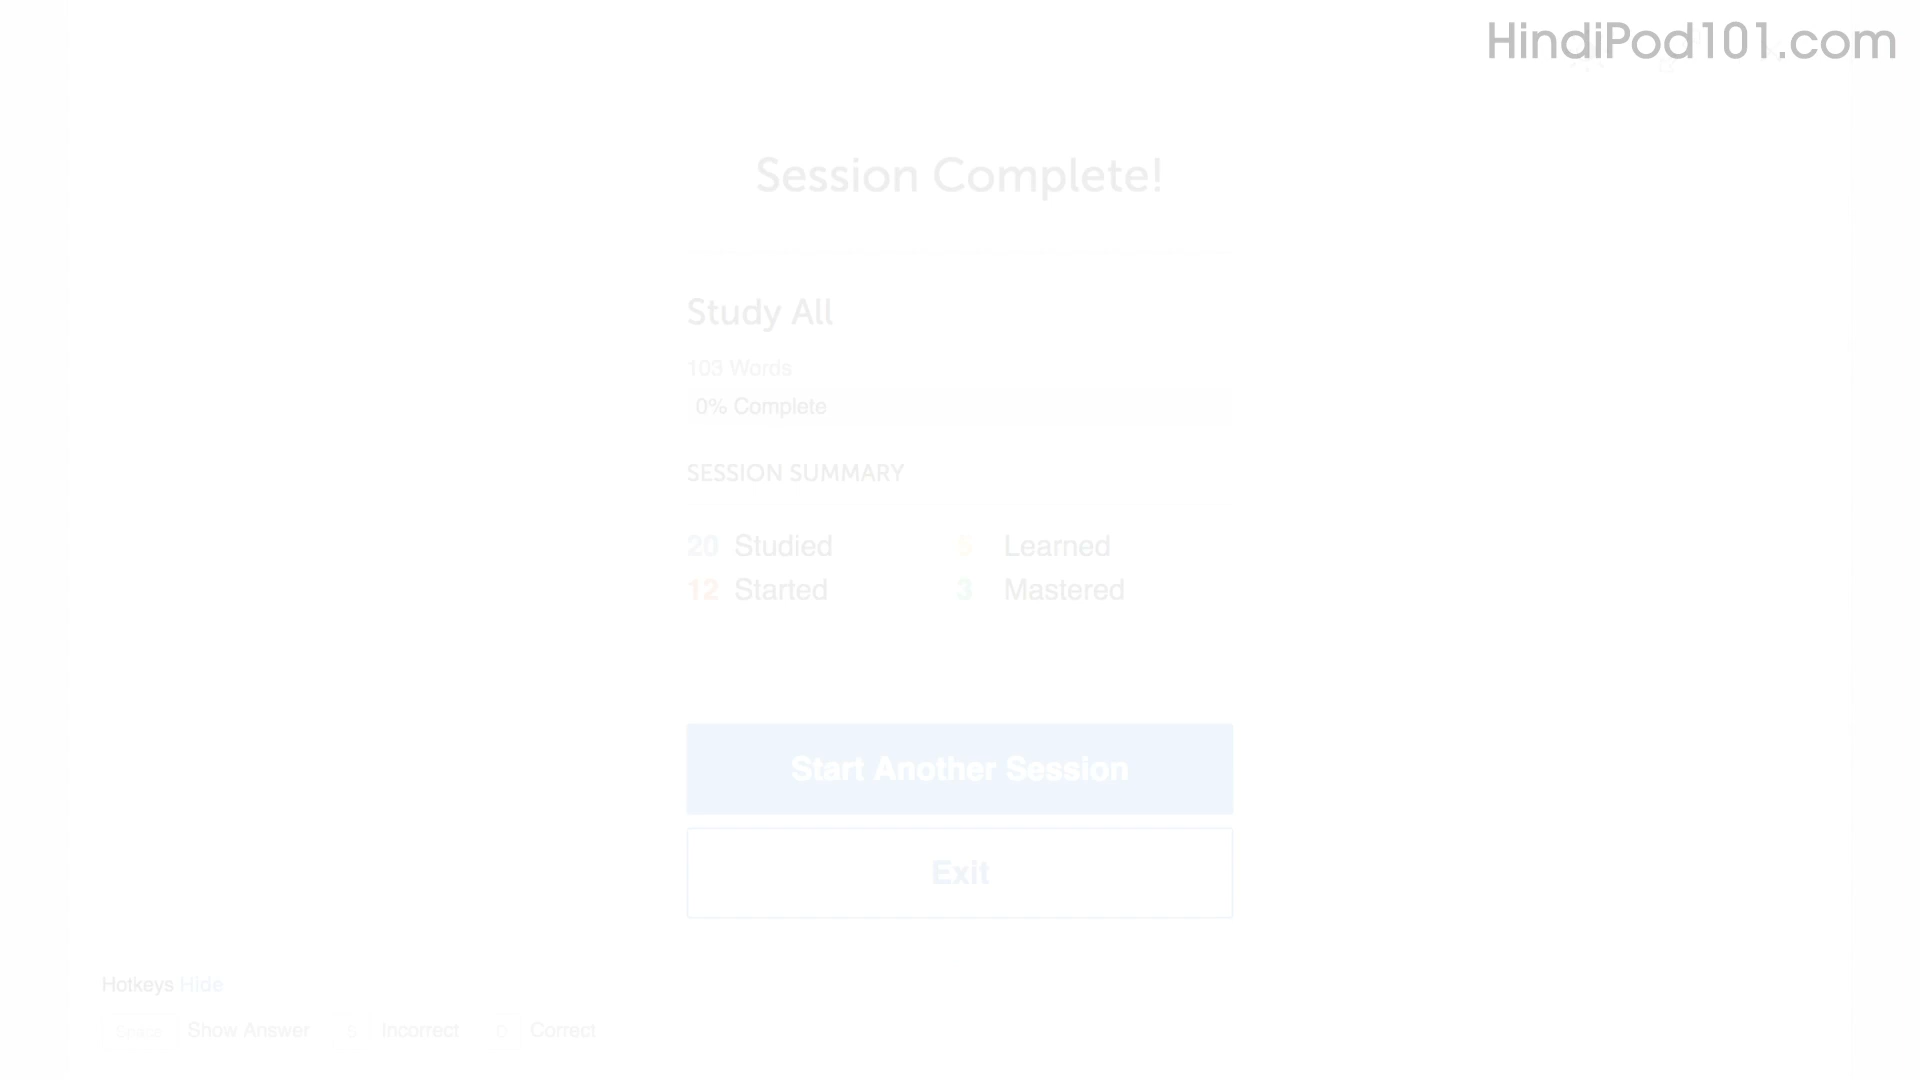 HindiPod101.com
Session Complete!
Study All
103 Words
0% Complete
SESSION SUMMARY
20 Studied 5 Learned
12 Started 3 Mastered
Start Another Session
Exit
Hotkeys Hide
Space Show Answer S Incorrect D Correct